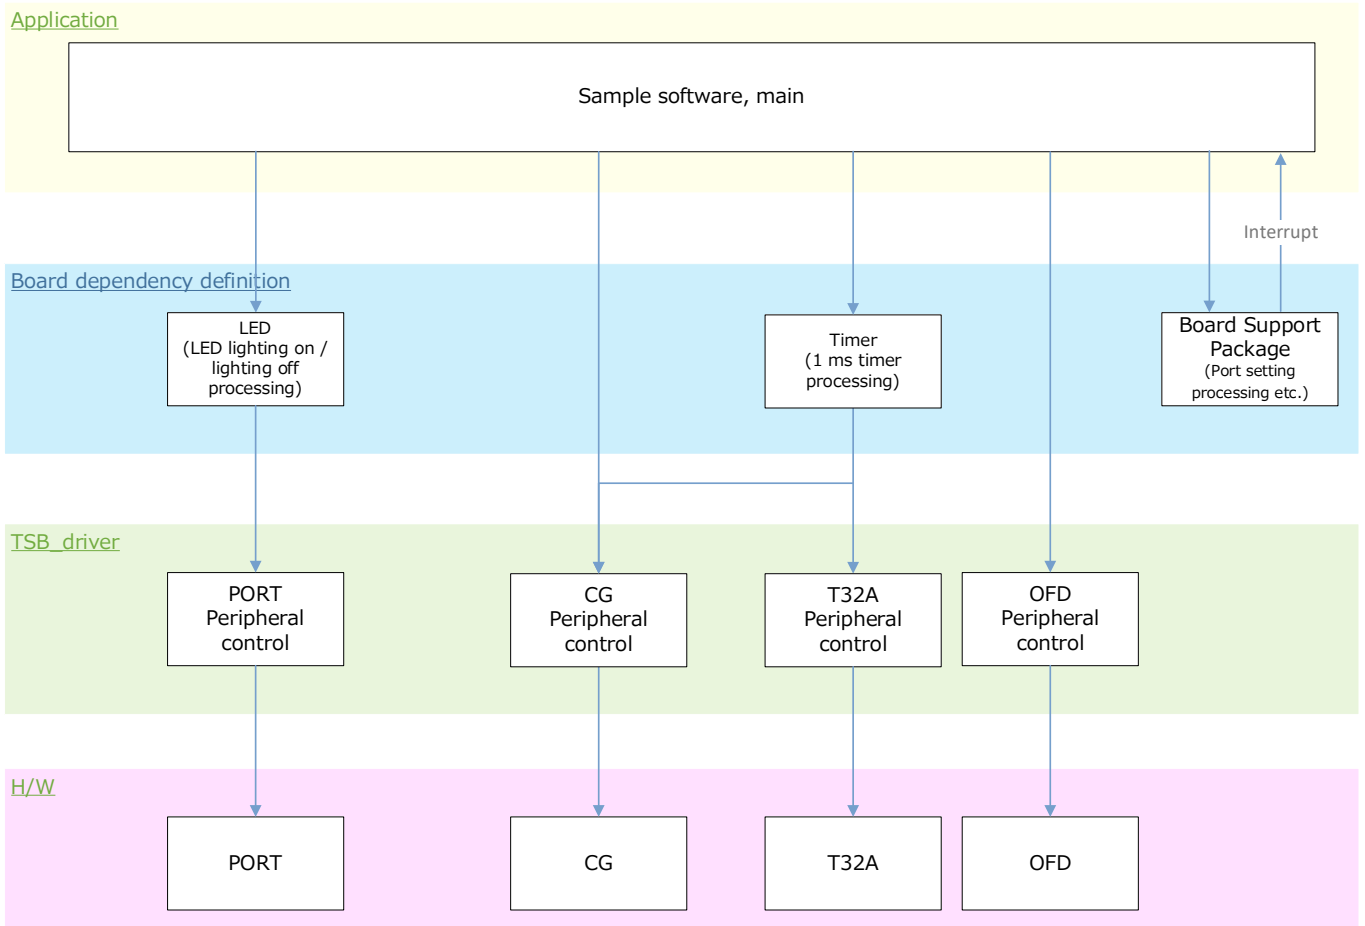 Application
Sample software, main
Interrupt
Board dependency definition
LED
(LED lighting on /
lighting off
processing)
Timer
(1 ms timer
processing)
Board Support
Package
(Port setting
processing etc.)
TSB_driver
PORT
Peripheral
control
CG
Peripheral
control
T32A
Peripheral
control
OFD
Peripheral
control
H/W
PORT
CG
T32A
OFD